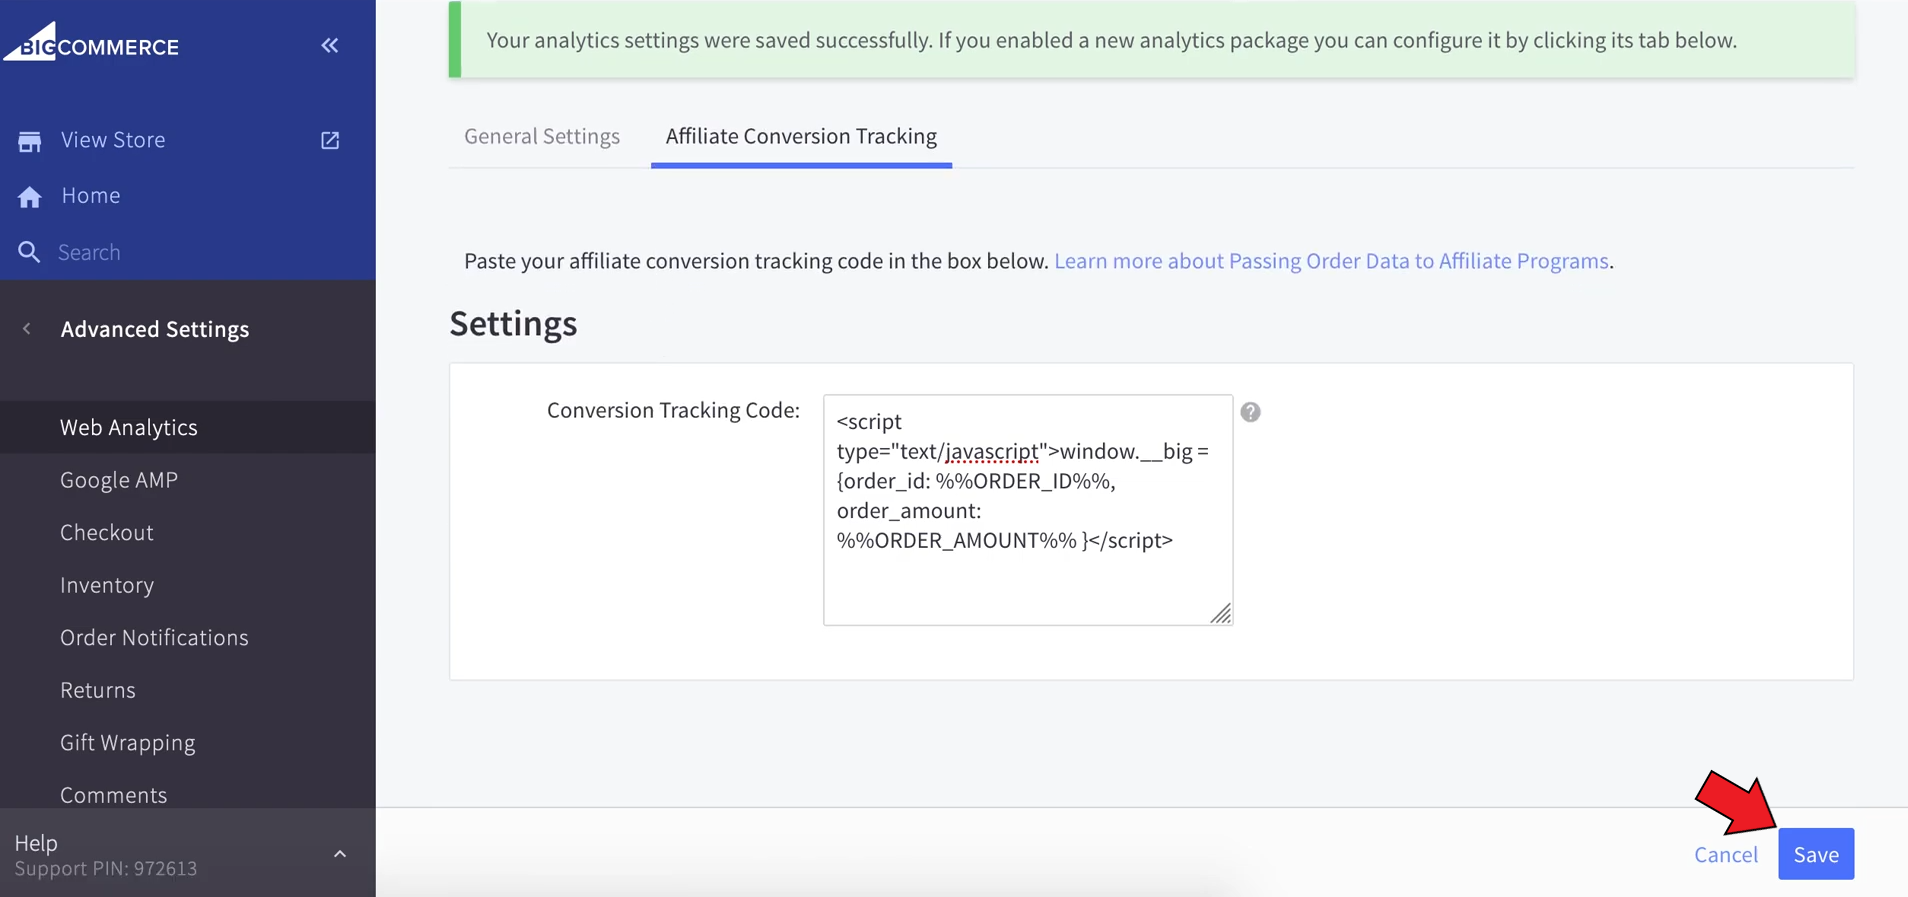 BIGCOMMERCE
View Store
Home
Search
Advanced Settings
Web Analytics
Google AMP
Checkout
Inventory
Order Notifications
Returns
Gift Wrapping
Comments
Help
Support PIN: 972613
Your analytics settings were saved successfully. If you enabled a new analytics package you can configure it by clicking its tab below.
General Settings
Affiliate Conversion Tracking
Paste your affiliate conversion tracking code in the box below. Learn more about Passing Order Data to Affiliate Programs.
Settings
Conversion Tracking Code:
<script
type="text/javascript">window.__big =
{order_id: %%ORDER_ID%%,
order_amount:
%%ORDER_AMOUNT%% }</script>
?
Cancel
Save